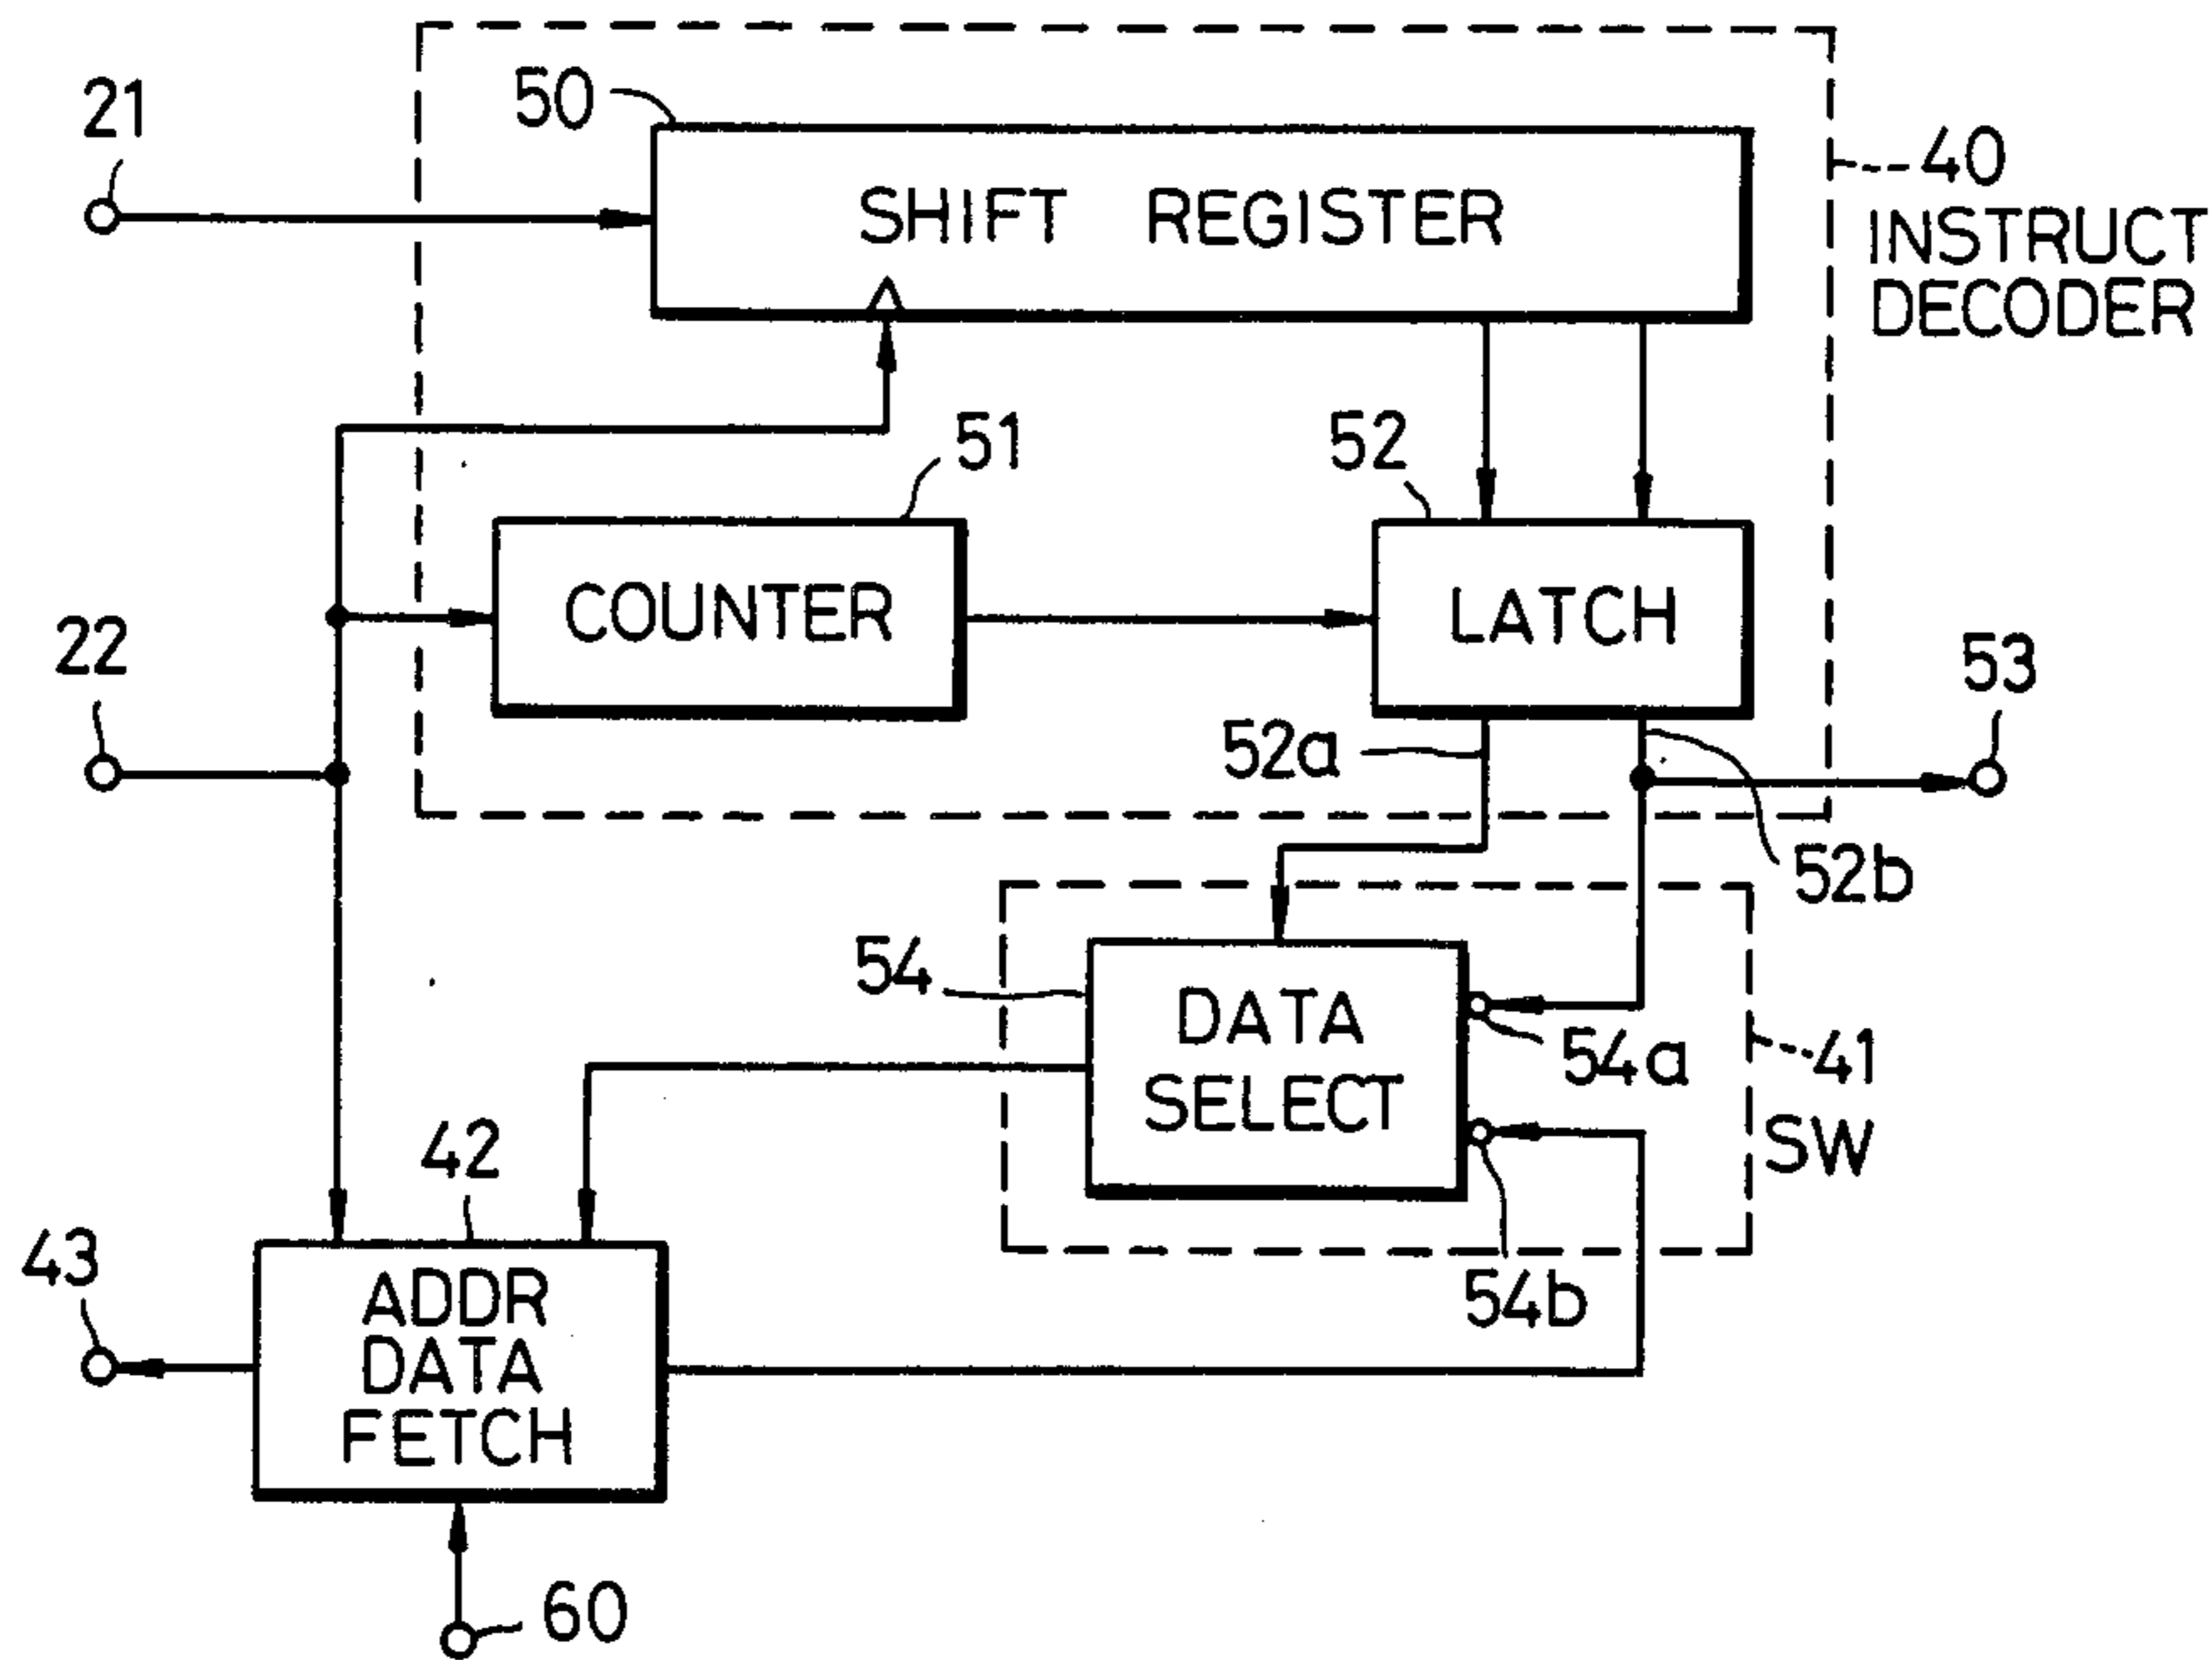 21
50
SHIFT REGISTER
40
INSTRUCT
DECODER
51
52
COUNTER
LATCH
22
53
52a
52b
54
DATA
SELECT
54a
41
SW
54b
42
43
ADDR
DATA
FETCH
60